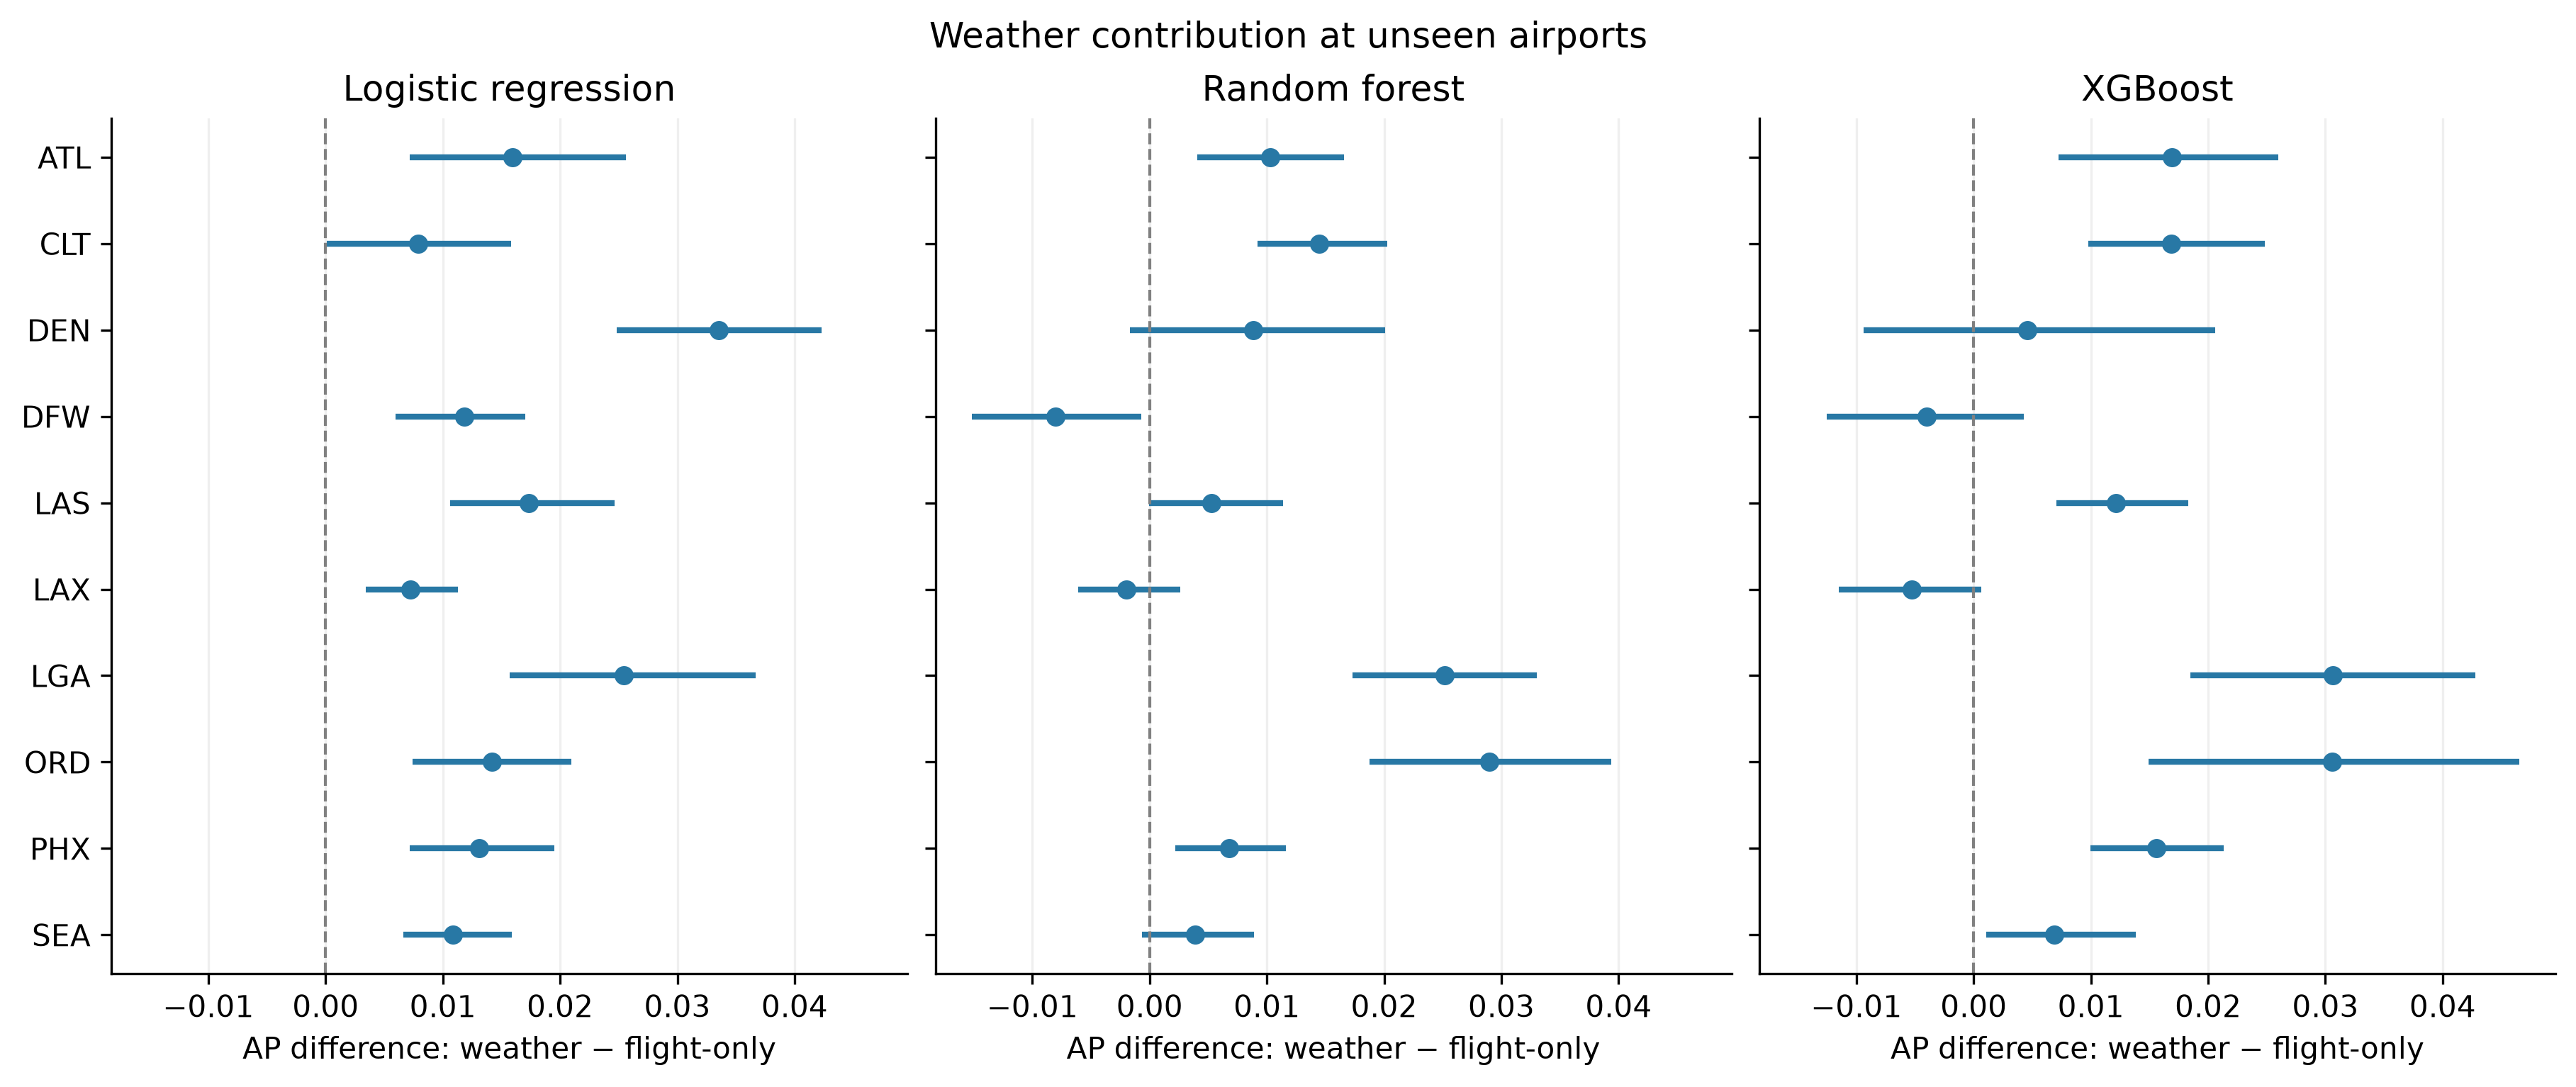 Weather contribution at unseen airports
Logistic regression
Random forest
XGBoost
ATL
CLT
DEN
DFW
LAS
LAX
LGA
ORD
PHX
SEA
−0.01 0.00 0.01 0.02 0.03 0.04
−0.01 0.00 0.01 0.02 0.03 0.04
−0.01 0.00 0.01 0.02 0.03 0.04
AP difference: weather − flight-only
AP difference: weather − flight-only
AP difference: weather − flight-only